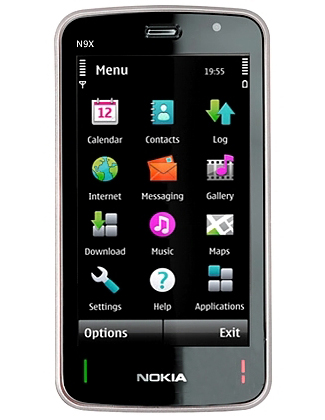 N9X
Menu 19:55
12
Calendar Contacts Log
Internet Messaging Gallery
Download Music Maps
?
Settings Help Applications
Options Exit
NOKIA